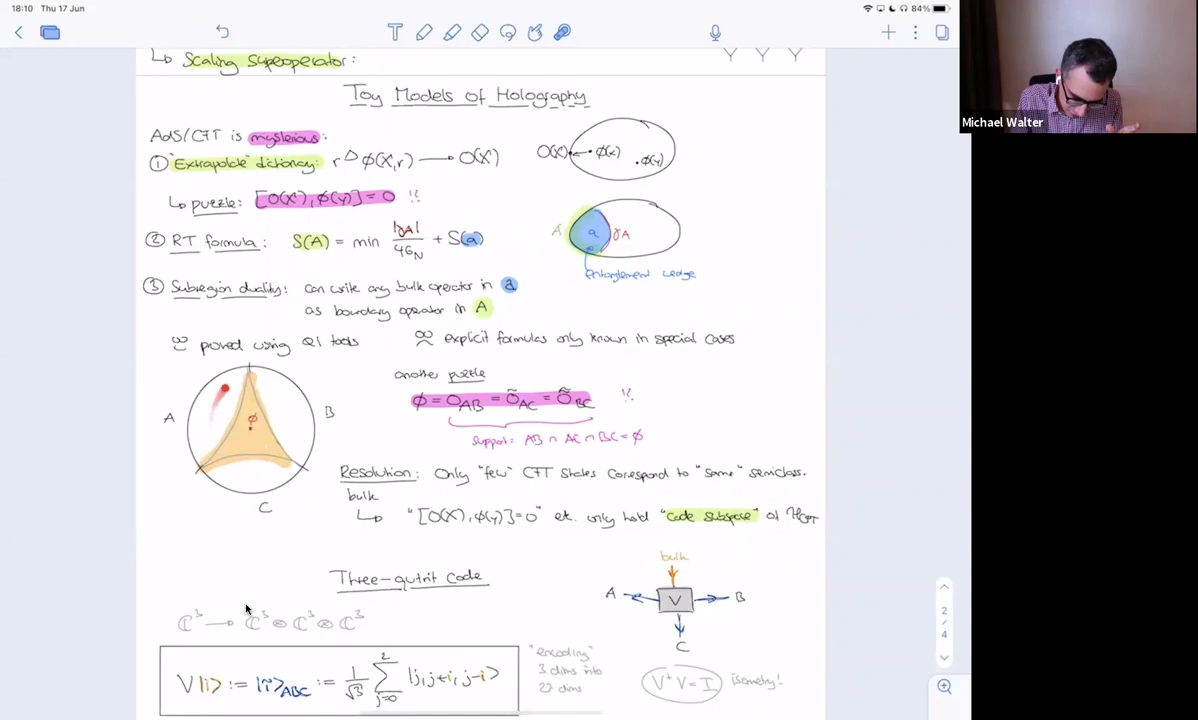 18:10 Thu 17 Jun
84%
↳ Scaling Superoperator:
Toy Models of Holography
AdS/CFT is mysterious:
① "Extrapolate" dictionary: r^Δ φ(X,r) → O(X)
O(X) φ(x) φ(y)
↳ puzzle: [O(X), φ(y)] = 0 !?
② RT formula: S(A) = min |γA| / 4G_N + S(a)
A a γA
entanglement wedge
③ Subregion duality: can write any bulk operator in a
as boundary operator in A
proved using QI tools
explicit formulas only known in special cases
another puzzle
φ = O_AB = Õ_AC = Õ_BC !?
support: AB ∩ AC ∩ BC = ∅
A φ B
C
Resolution: Only "few" CFT states correspond to "same" semiclass.
bulk
↳ "[O(X), φ(y)]=0" et. only hold "code subspace" of H_CFT
Three-qutrit code
ℂ³ → ℂ³ ⊗ ℂ³ ⊗ ℂ³
bulk
A V B
C
V|i⟩ := |ĩ⟩_ABC := 1/√3 ∑_{j=0}^{2} |j, j+i, j-i⟩
"encoding"
3 dims into
27 dims
V†V = I isometry!
Michael Walter
2
/
4